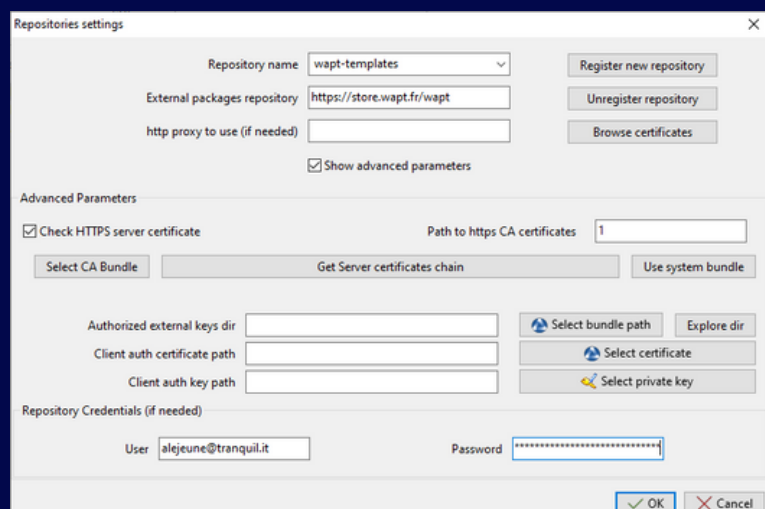 Repositories settings
Repository name wapt-templates Register new repository
External packages repository https://store.wapt.fr/wapt Unregister repository
http proxy to use (if needed) Browse certificates
Show advanced parameters
Advanced Parameters
Check HTTPS server certificate Path to https CA certificates 1
Select CA Bundle Get Server certificates chain Use system bundle
Authorized external keys dir Select bundle path Explore dir
Client auth certificate path Select certificate
Client auth key path Select private key
Repository Credentials (if needed)
User alejeune@tranquil.it Password ******************************
OK Cancel